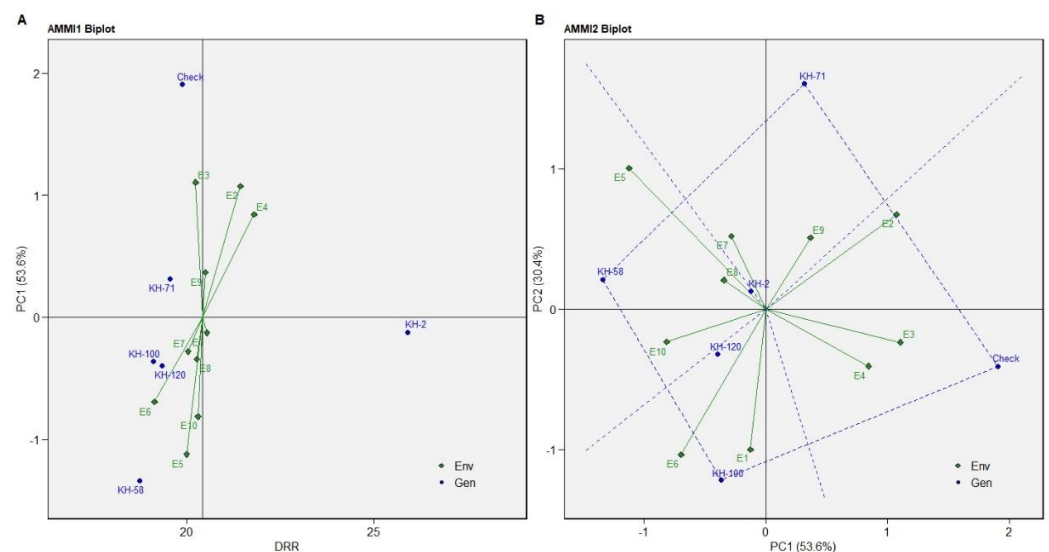 A
AMMI1 Biplot
PC1 (53.6%)
2
1
0
-1
Check
E3
E2
E4
E9
KH-71
KH-2
E7
KH-100
E8
KH-120
E6
E10
E5
KH-58
Env
Gen
20
25
DRR
B
AMMI2 Biplot
PC2 (30.4%)
1
0
-1
KH-71
E5
E2
E9
E7
E8
KH-58
KH-2
E10
E3
KH-120
E4
Check
E6
E1
KH-100
Env
Gen
-1
0
1
2
PC1 (53.6%)